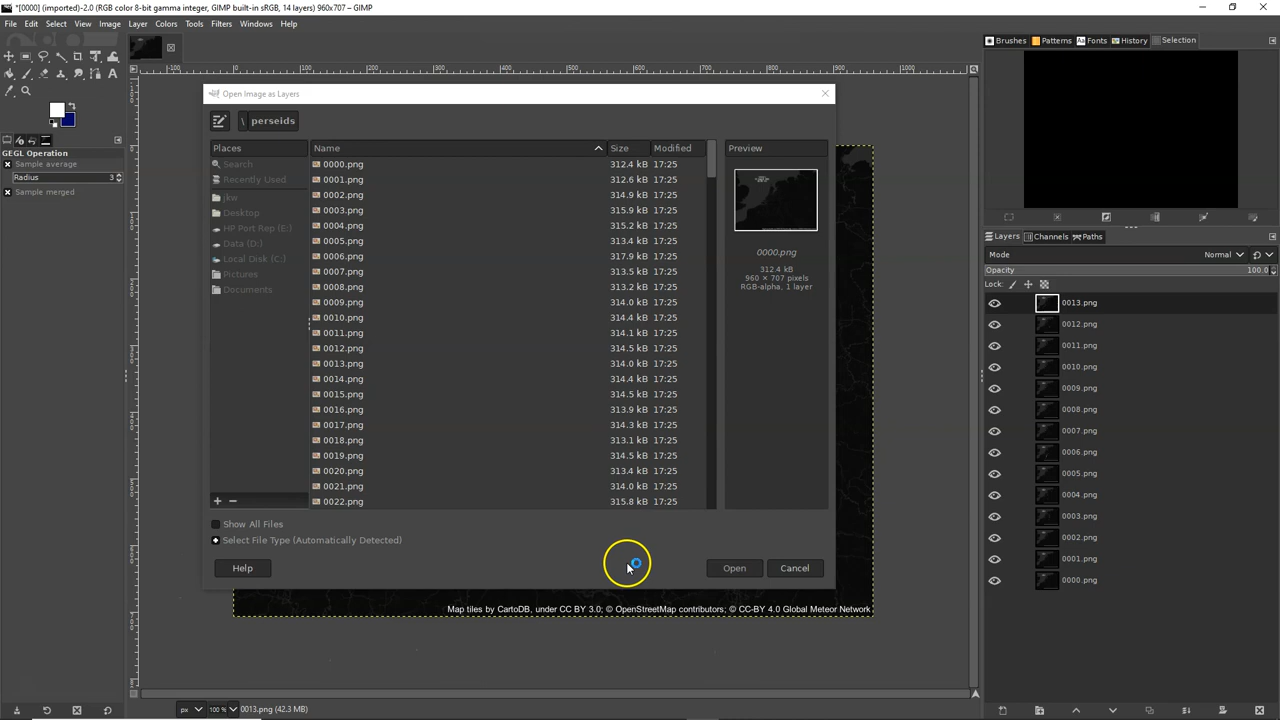 *[0000] (imported)-2.0 (RGB color 8-bit gamma integer, GIMP built-in sRGB, 14 layers) 960x707 – GIMP
File Edit Select View Image Layer Colors Tools Filters Windows Help
GEGL Operation
Sample average
Radius 3
Sample merged
Open Image as Layers
\ perseids
Places Name Size Modified Preview
Search
Recently Used
jkw
Desktop
HP Port Rep (E:)
Data (D:)
Local Disk (C:)
Pictures
Documents
0000.png 312.4 kB 17:25
0001.png 312.6 kB 17:25
0002.png 314.9 kB 17:25
0003.png 315.9 kB 17:25
0004.png 315.2 kB 17:25
0005.png 313.4 kB 17:25
0006.png 317.9 kB 17:25
0007.png 313.5 kB 17:25
0008.png 313.2 kB 17:25
0009.png 314.0 kB 17:25
0010.png 314.4 kB 17:25
0011.png 314.1 kB 17:25
0012.png 314.5 kB 17:25
0013.png 314.0 kB 17:25
0014.png 314.4 kB 17:25
0015.png 314.5 kB 17:25
0016.png 313.9 kB 17:25
0017.png 314.3 kB 17:25
0018.png 313.1 kB 17:25
0019.png 314.5 kB 17:25
0020.png 313.4 kB 17:25
0021.png 314.0 kB 17:25
0022.png 315.8 kB 17:25
0000.png
312.4 kB
960 × 707 pixels
RGB-alpha, 1 layer
Show All Files
Select File Type (Automatically Detected)
Help Open Cancel
Map tiles by CartoDB, under CC BY 3.0; © OpenStreetMap contributors; © CC-BY 4.0 Global Meteor Network
px 100 % 0013.png (42.3 MB)
Brushes Patterns Fonts History Selection
Layers Channels Paths
Mode Normal
Opacity 100.0
Lock:
0013.png
0012.png
0011.png
0010.png
0009.png
0008.png
0007.png
0006.png
0005.png
0004.png
0003.png
0002.png
0001.png
0000.png